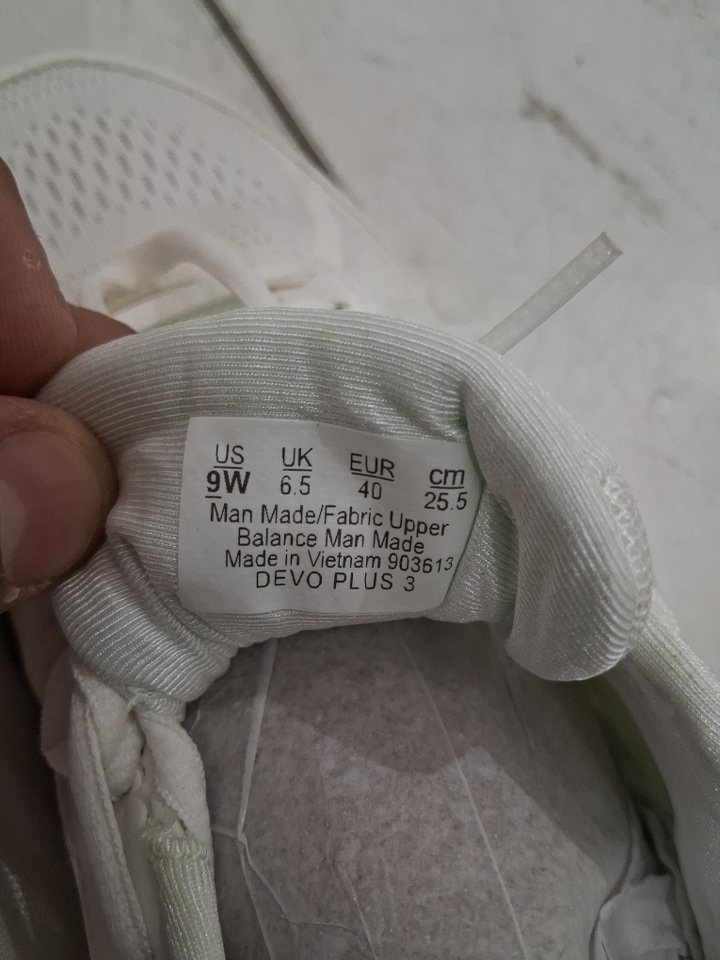 US UK EUR cm
9W 6.5 40 25.5
Man Made/Fabric Upper
Balance Man Made
Made in Vietnam 903613
DEVO PLUS 3